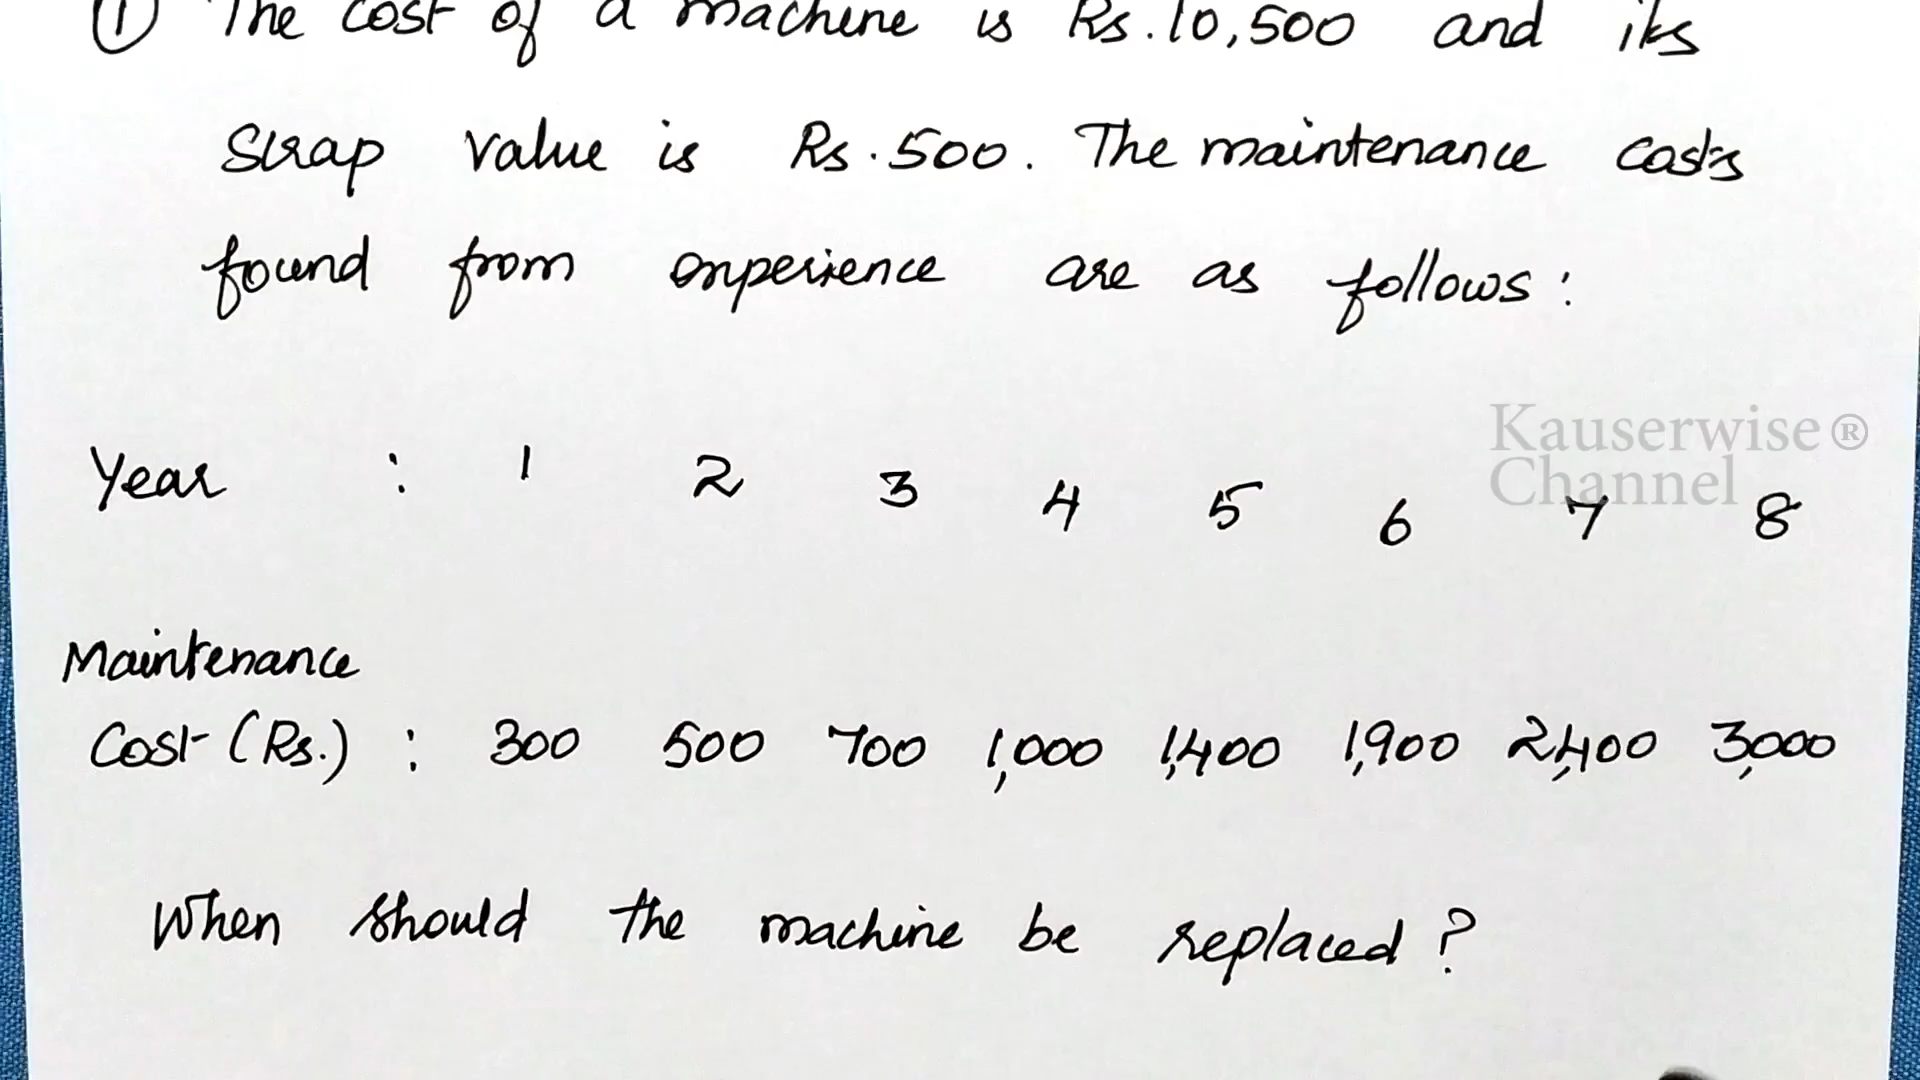 ① The cost of a machine is Rs.10,500 and its
Scrap value is Rs.500. The maintenance costs
found from experience are as follows:
Kauserwise®
Channel
Year : 1 2 3 4 5 6 7 8
Maintenance
Cost (Rs.) : 300 500 700 1,000 1,400 1,900 2,400 3,000
When should the machine be replaced?